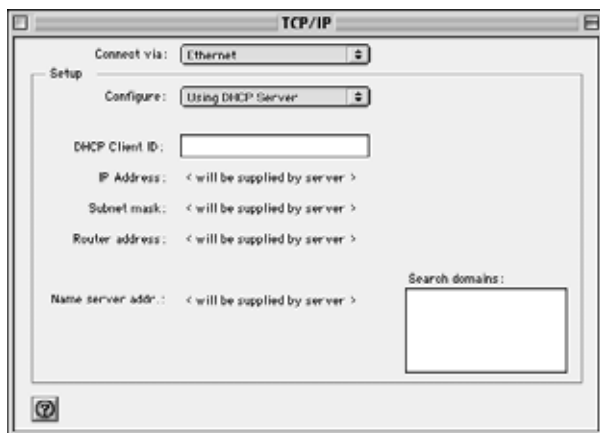 TCP/IP
Connect via: Ethernet
Setup
Configure: Using DHCP Server
DHCP Client ID:
IP Address: < will be supplied by server >
Subnet mask: < will be supplied by server >
Router address: < will be supplied by server >
Search domains:
Name server addr.: < will be supplied by server >
?